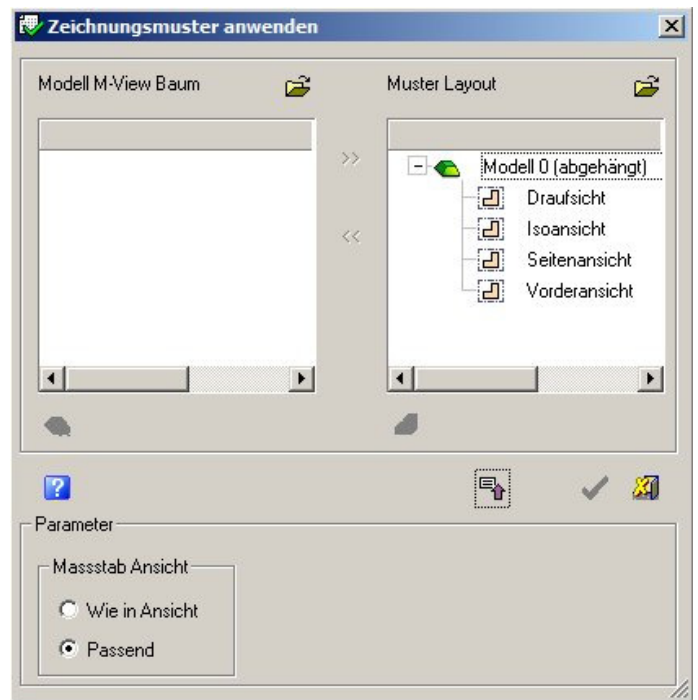 Zeichnungsmuster anwenden
Modell M-View Baum
Muster Layout
>>
<<
Modell 0 (abgehängt)
Draufsicht
Isoansicht
Seitenansicht
Vorderansicht
?
Parameter
Massstab Ansicht
Wie in Ansicht
Passend